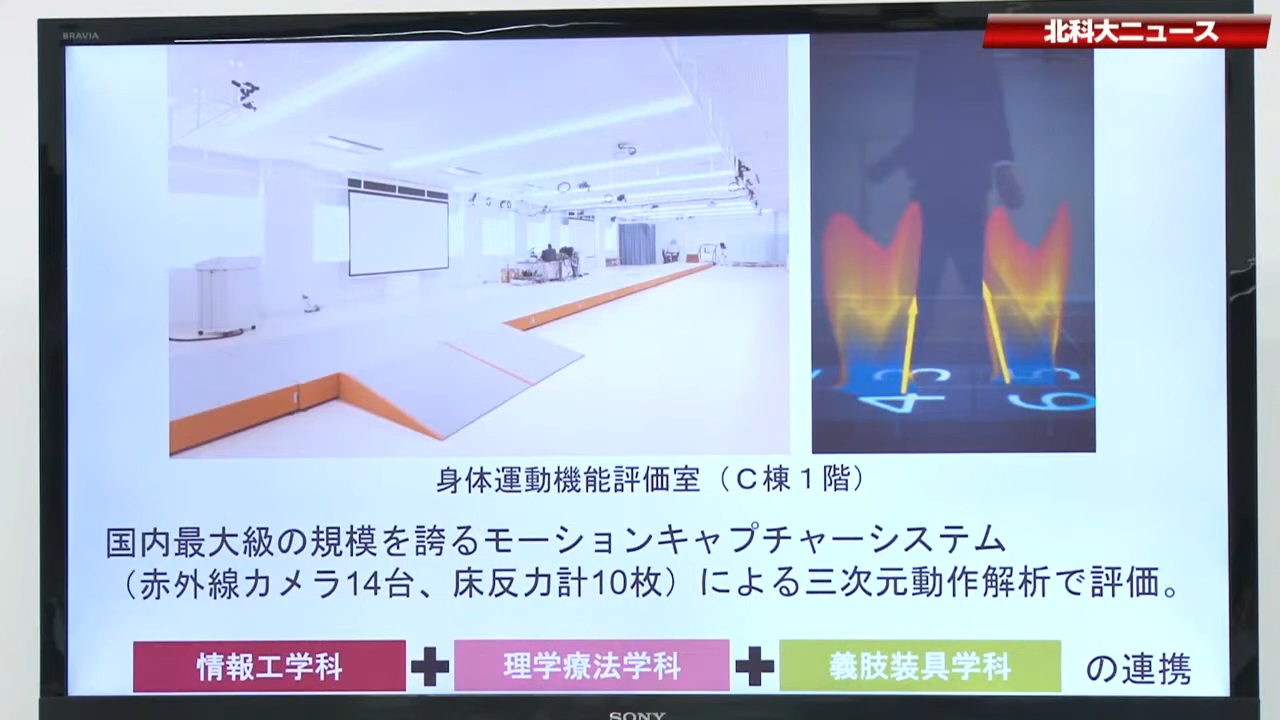 BRAVIA
北科大ニュース
4 3
6 5
身体運動機能評価室（C棟1階）
国内最大級の規模を誇るモーションキャプチャーシステム
（赤外線カメラ14台、床反力計10枚）による三次元動作解析で評価。
情報工学科 + 理学療法学科 + 義肢装具学科 の連携
SONY